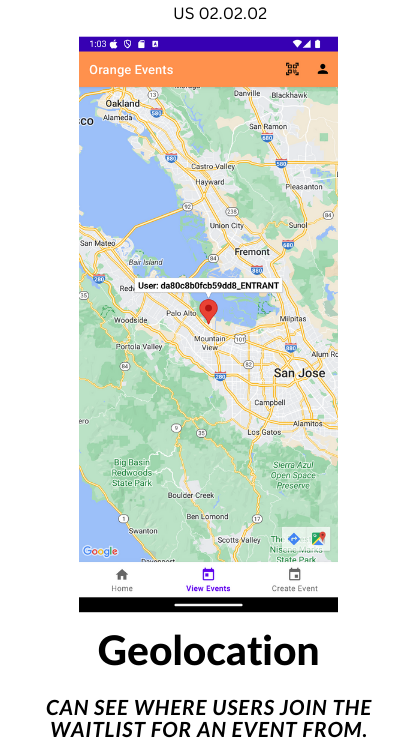 US 02.02.02
1:03
Orange Events
Oakland
Alameda
Danville
Blackhawk
San Ramon
Castro Valley
Hayward
Pleasanton
Union City
Sunol
San Mateo
Fremont
Bair Island
User: da80c8b0fcb59dd8_ENTRANT
Palo Alto
Woodside
Milpitas
Mountain
View
Portola Valley
Alum Ro
San Jose
Campbell
Alamitos
Los Gatos
Big Basin
Redwoods
State Park
Sierra Azul
Open Space
Preserve
Boulder Creek
Ben Lomond
Swanton
Scotts Valley
Google
Davenport
Home
View Events
Create Event
Geolocation
CAN SEE WHERE USERS JOIN THE
WAITLIST FOR AN EVENT FROM.